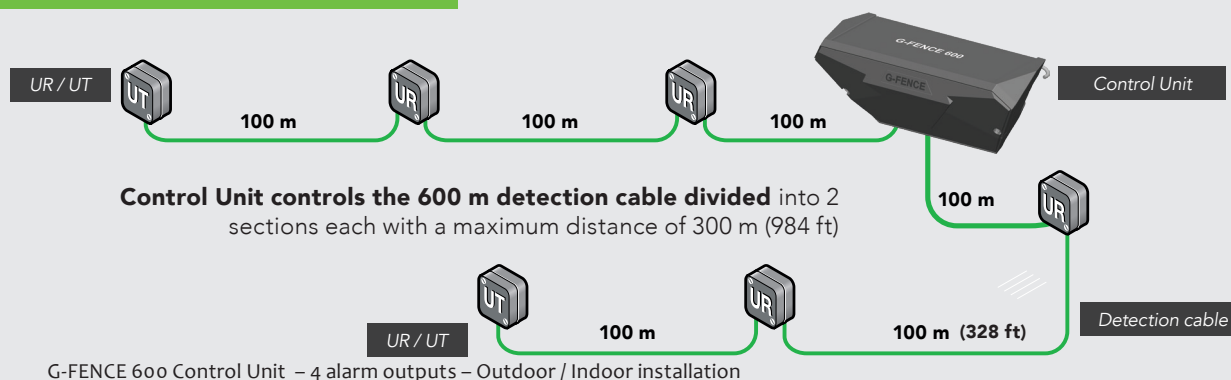 G-FENCE 600
G-FENCE
UR / UT
UT
UR
UR
Control Unit
100 m
100 m
100 m
Control Unit controls the 600 m detection cable divided into 2
sections each with a maximum distance of 300 m (984 ft)
100 m
UR
UT
UR
UR / UT
100 m
100 m (328 ft)
Detection cable
G-FENCE 600 Control Unit – 4 alarm outputs – Outdoor / Indoor installation